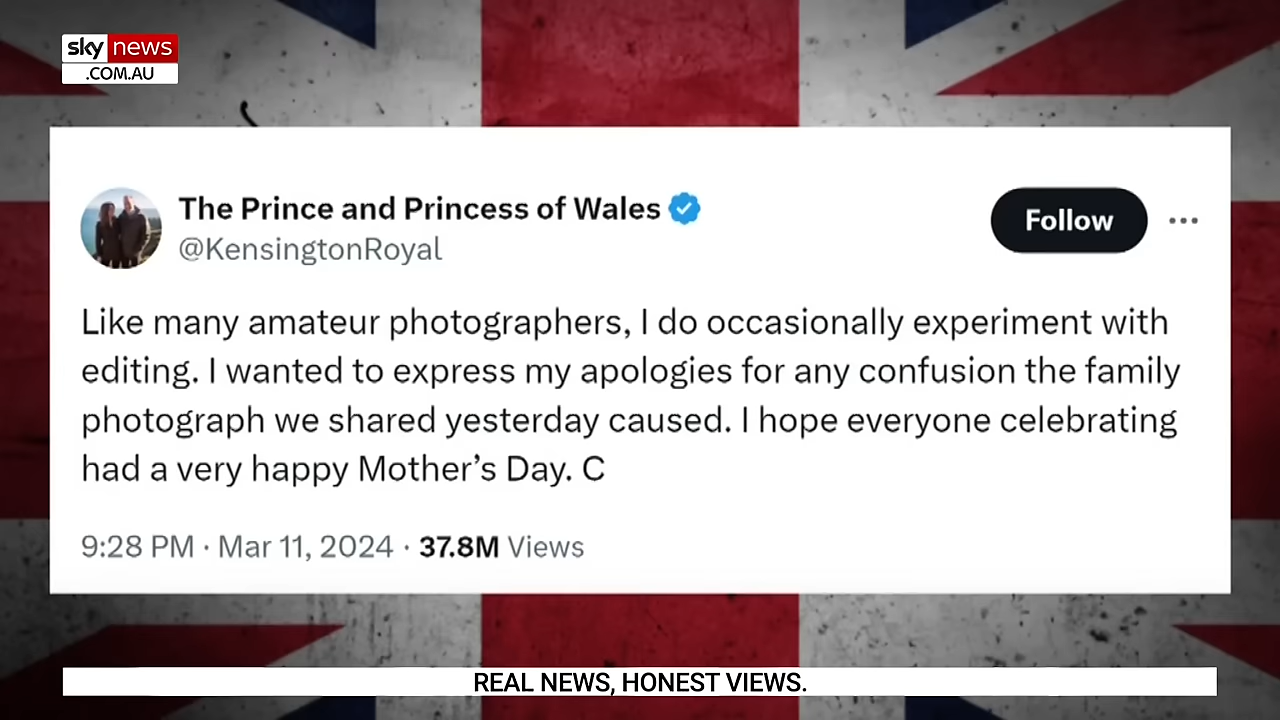 sky news
.COM.AU
The Prince and Princess of Wales
@KensingtonRoyal
Follow
Like many amateur photographers, I do occasionally experiment with
editing. I wanted to express my apologies for any confusion the family
photograph we shared yesterday caused. I hope everyone celebrating
had a very happy Mother’s Day. C
9:28 PM · Mar 11, 2024 · 37.8M Views
REAL NEWS, HONEST VIEWS.